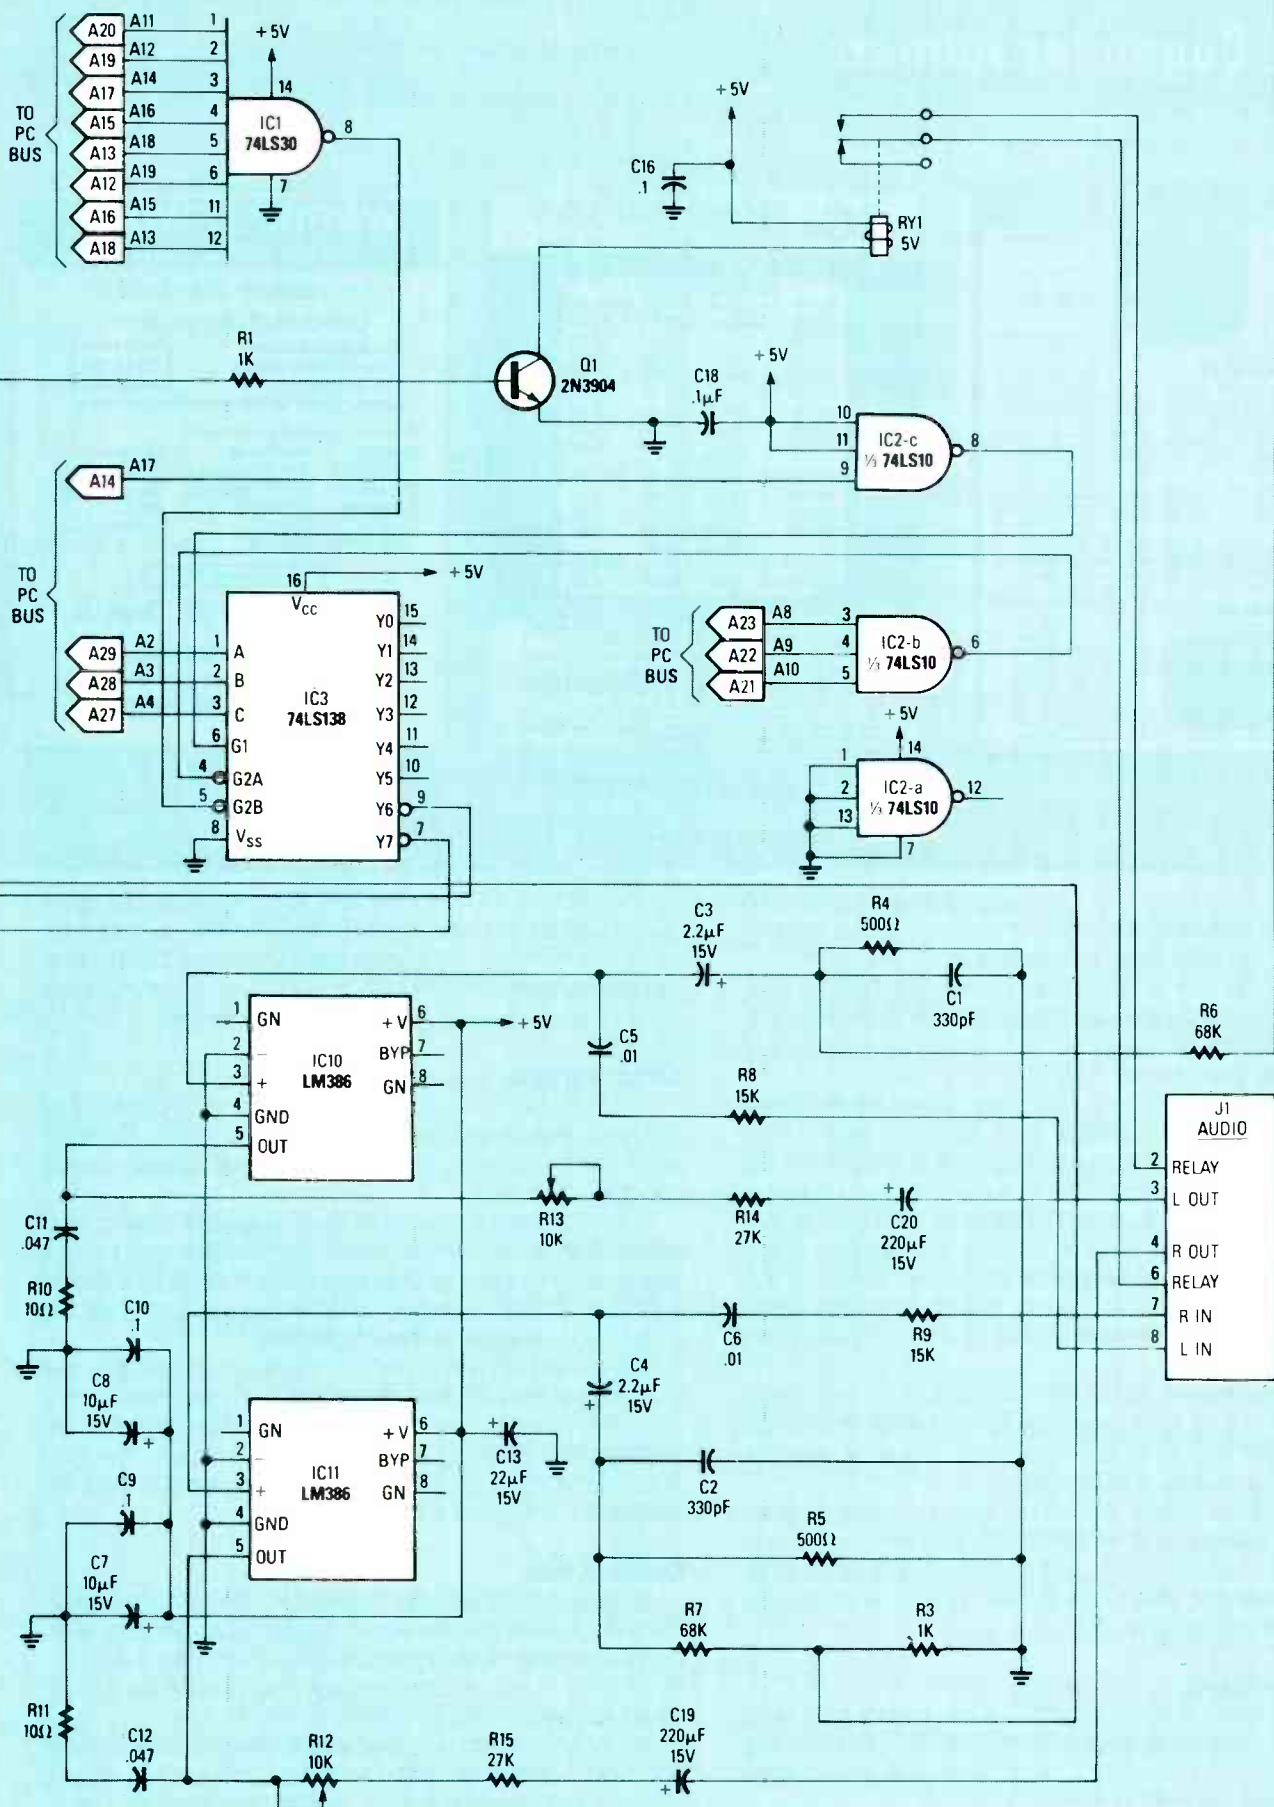 TO
PC
BUS
A20 A11 1
A19 A12 2
A17 A14 3
A15 A16 4
A13 A18 5
A12 A19 6
A16 A15 11
A18 A13 12
+5V
14
IC1
74LS30
8
7
+5V
C16
.1
RY1
5V
R1
1K
Q1
2N3904
C18
.1µF
+5V
10
11
9
IC2-c
⅓ 74LS10
8
TO
PC
BUS
A14 A17
A29 A2 1
A28 A3 2
A27 A4 3
6
4
5
8
16
VCC
+5V
A
B
C
G1
G2A
G2B
VSS
IC3
74LS138
Y0 15
Y1 14
Y2 13
Y3 12
Y4 11
Y5 10
Y6 9
Y7 7
TO
PC
BUS
A23 A8 3
A22 A9 4
A21 A10 5
IC2-b
⅓ 74LS10
6
+5V
14
1
2
13
IC2-a
⅓ 74LS10
12
7
C3
2.2µF
15V
+
R4
500Ω
C1
330pF
R6
68K
1 GN
2 −
3 +
4 GND
5 OUT
IC10
LM386
+V 6
BYP 7
GN 8
+5V
C5
.01
R8
15K
J1
AUDIO
2 RELAY
3 L OUT
4 R OUT
6 RELAY
7 R IN
8 L IN
R13
10K
R14
27K
+
C20
220µF
15V
C11
.047
R10
10Ω
C10
.1
C8
10µF
15V
+
C6
.01
R9
15K
C4
2.2µF
15V
+
1 GN
2 −
3 +
4 GND
5 OUT
IC11
LM386
+V 6
BYP 7
GN 8
+
C13
22µF
15V
C2
330pF
C9
.1
C7
10µF
15V
+
R5
500Ω
R7
68K
R3
1K
R11
10Ω
C12
.047
R12
10K
R15
27K
C19
220µF
15V
+